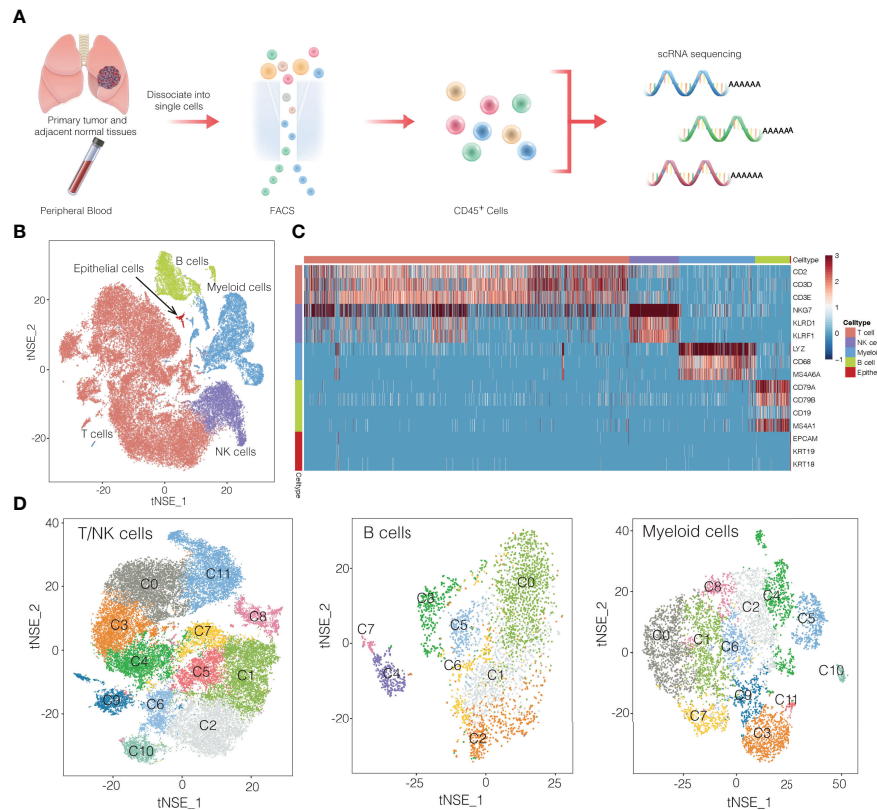 A
Primary tumor and
adjacent normal tissues
Peripheral Blood
Dissociate into
single cells
FACS
CD45+ Cells
scRNA sequencing
AAAAAA
AAAAAA
AAAAAA
B
Epithelial cells
B cells
Myeloid cells
T cells
NK cells
tNSE_2
20
0
-20
-20
0
20
tNSE_1
C
Celltype
CD2
CD3D
CD3E
NKG7
KLRD1
KLRF1
LYZ
CD68
MS4A6A
CD79A
CD79B
CD19
MS4A1
EPCAM
KRT19
KRT18
Celltype
3
2
1
0
−1
Celltype
T cell
NK cell
Myeloid
B cell
Epithe
D
T/NK cells
C0
C11
C3
C8
C7
C4
C5
C1
C9
C6
C2
C10
tNSE_2
40
20
0
-20
-20
0
20
tNSE_1
B cells
C0
C3
C5
C7
C4
C6
C1
C2
tNSE_2
20
0
-20
-50
-25
0
25
tNSE_1
Myeloid cells
C8
C4
C2
C5
C0
C1
C6
C10
C9
C11
C7
C3
tNSE_2
40
20
0
-20
-40
-25
0
25
50
tNSE_1